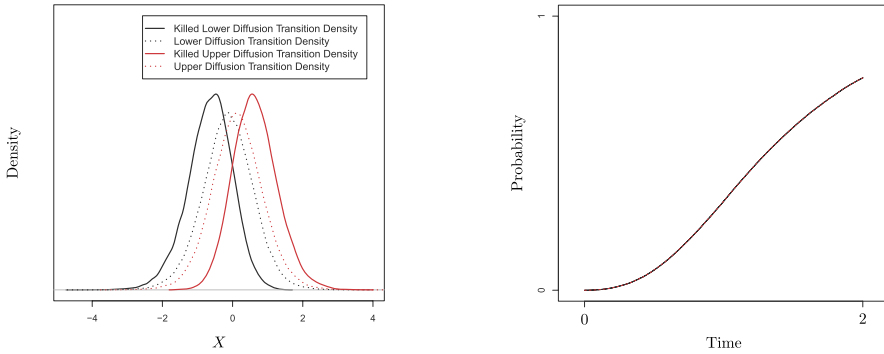 Killed Lower Diffusion Transition Density
Lower Diffusion Transition Density
Killed Upper Diffusion Transition Density
Upper Diffusion Transition Density
Density
−4 −2 0 2 4
X
1
0
Probability
0 2
Time